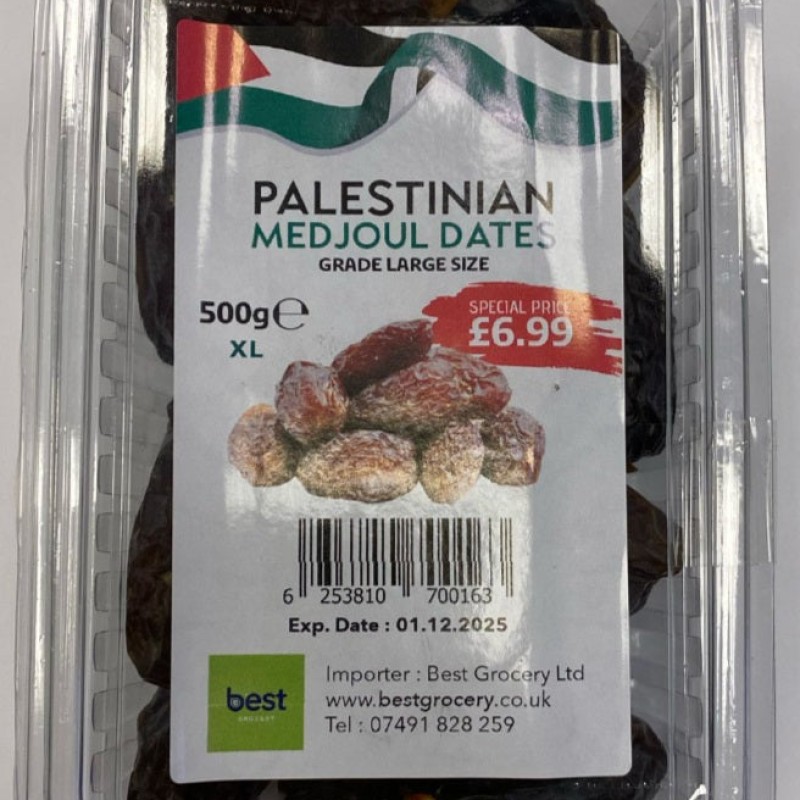 PALESTINIAN
MEDJOUL DATES
GRADE LARGE SIZE
500g℮
XL
SPECIAL PRICE
£6.99
6 253810 700163
Exp. Date : 01.12.2025
best
GROCERY
Importer : Best Grocery Ltd
www.bestgrocery.co.uk
Tel : 07491 828 259